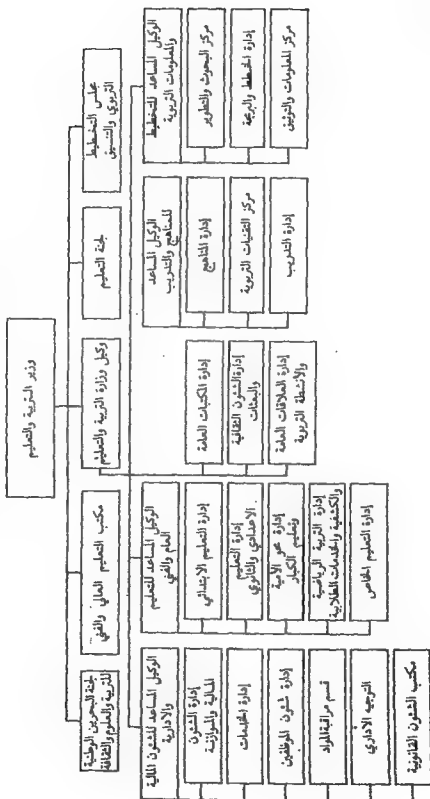 وزير التربية والتعليم
مجلس التخطيط
التربوي والتنسيق
لجنة التعليم
وكيل وزارة التربية والتعليم
مكتب التعليم العالي والفني
لجنة البحرين الوطنية
للتربية والعلوم والثقافة
الوكيل المساعد للتخطيط
والمعلومات التربوية
مركز البحوث والتطوير
إدارة الخطط والبرمجة
مركز المعلومات والتوثيق
الوكيل المساعد
للمناهج والتدريب
إدارة المناهج
مركز التقنيات التربوية
إدارة التدريب
إدارة المكتبات العامة
إدارة الشئون الثقافية
والبعثات
إدارة العلاقات العامة
والأنشطة التربوية
الوكيل المساعد للتعليم
العام والفني
إدارة التعليم الابتدائي
إدارة التعليم
الاعدادي والثانوي
إدارة محو الأمية
وتعليم الكبار
إدارة التربية الرياضية
والكشفية والخدمات الطلابية
إدارة التعليم الخاص
الوكيل المساعد للشئون المالية
والادارية
إدارة الشئون
المالية والموازنة
إدارة الخدمات
إدارة شئون الموظفين
قسم مراقبة المواد
التوجيه الأداري
مكتب الشئون القانونية